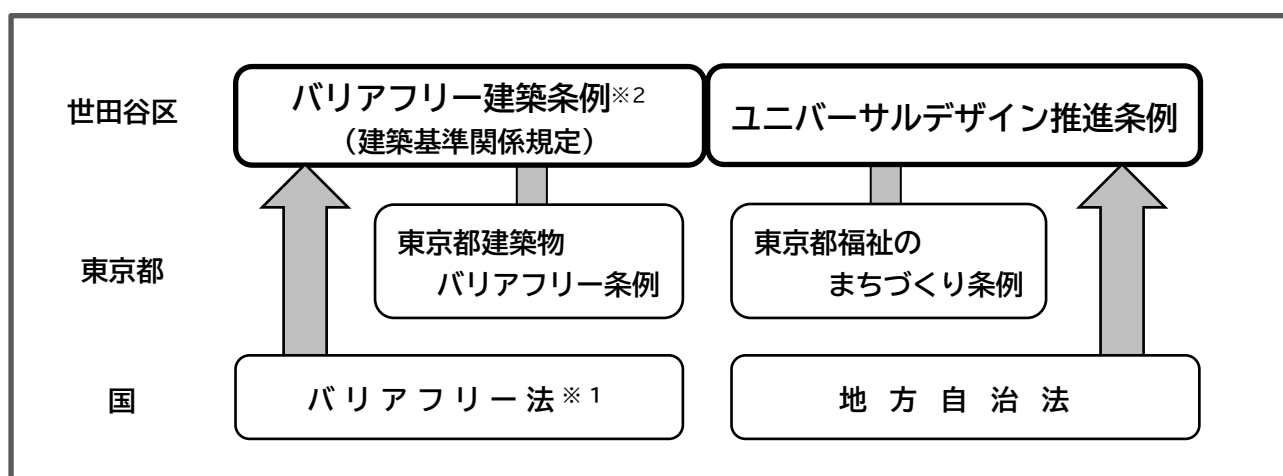 世田谷区
バリアフリー建築条例※2
（建築基準関係規定）
ユニバーサルデザイン推進条例
東京都
東京都建築物
バリアフリー条例
東京都福祉の
まちづくり条例
国
バリアフリー法※1
地方自治法